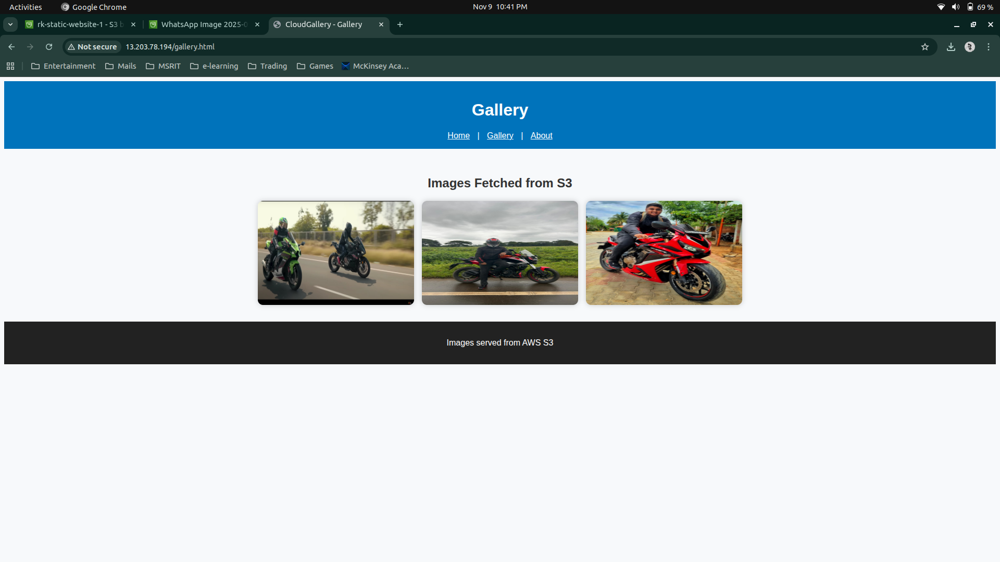 Activities Google Chrome Nov 9 10:41 PM 69 %
rk-static-website-1 - S3 b WhatsApp Image 2025-0 CloudGallery - Gallery
Not secure 13.203.78.194/gallery.html
Entertainment Mails MSRIT e-learning Trading Games McKinsey Aca...
Gallery
Home | Gallery | About
Images Fetched from S3
Images served from AWS S3